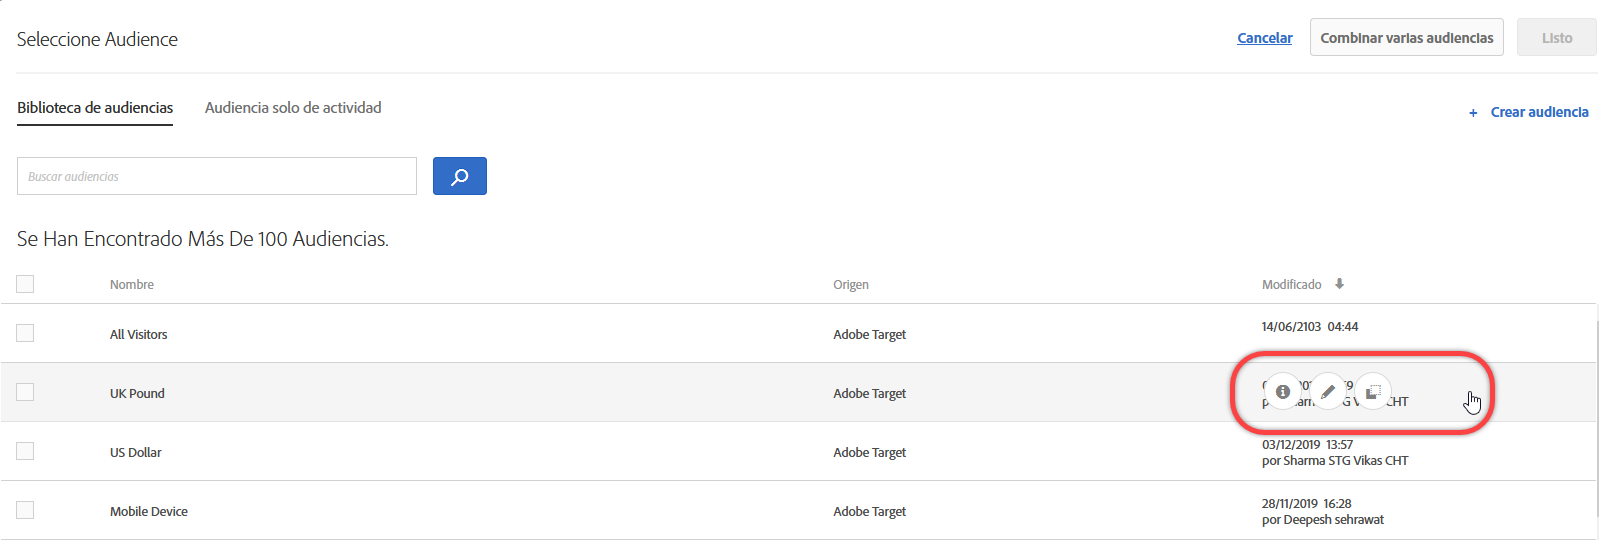 Seleccione Audience
Cancelar
Combinar varias audiencias
Listo
Biblioteca de audiencias
Audiencia solo de actividad
+ Crear audiencia
Buscar audiencias
Se Han Encontrado Más De 100 Audiencias.
Nombre Origen Modificado
All Visitors Adobe Target 14/06/2103 04:44
UK Pound Adobe Target
CHT
US Dollar Adobe Target 03/12/2019 13:57
por Sharma STG Vikas CHT
Mobile Device Adobe Target 28/11/2019 16:28
por Deepesh sehrawat